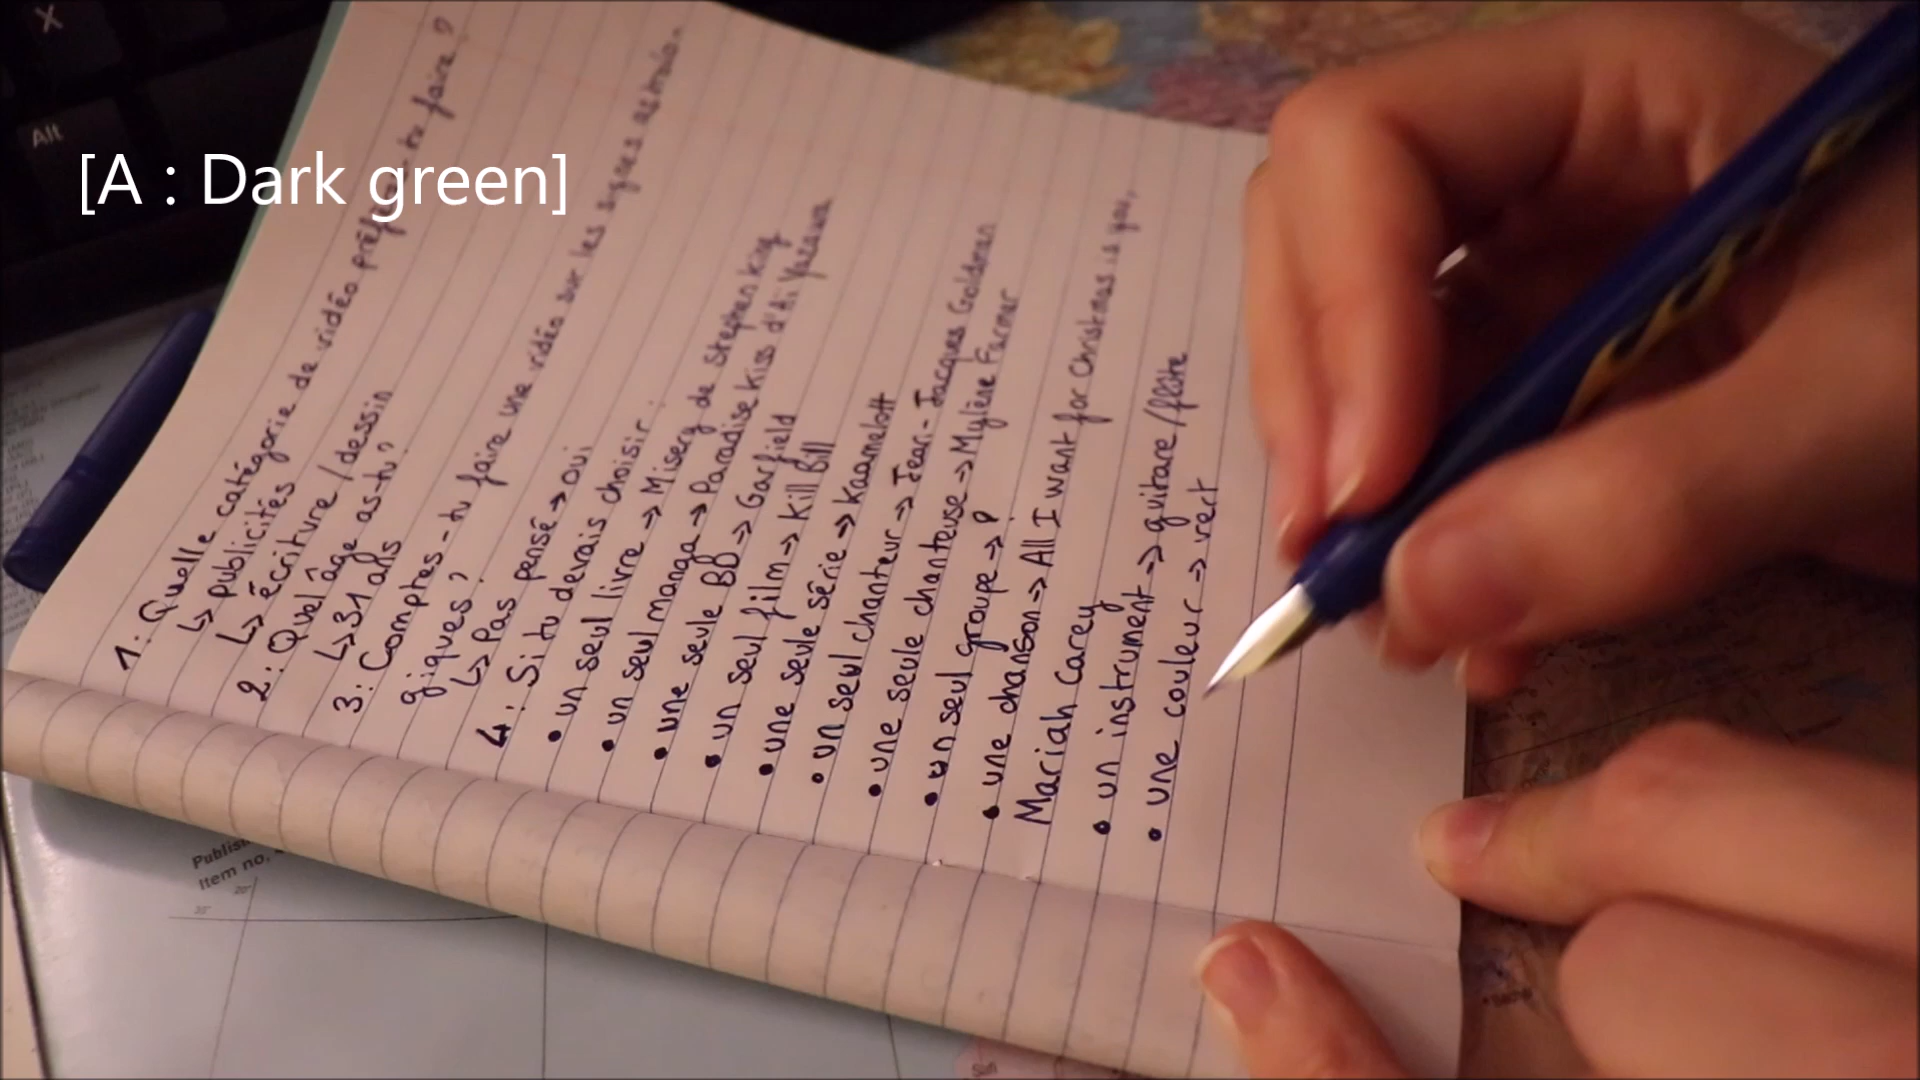 X
Alt
[A : Dark green]
1: Quelle catégorie de vidéo préfères-tu faire ?
↳ publicités
↳ écriture / dessin
2: Quel âge as-tu ?
↳ 31 ans
3: Comptes-tu faire une vidéo sur les signes astrolo-
giques ?
↳ Pas pensé → oui
4: Si tu devais choisir :
• un seul livre → Misery de Stephen King
• un seul manga → Paradise kiss d'Ai Yazawa
• une seule BD → Garfield
• un seul film → Kill Bill
• une seule série → Kaamelott
• un seul chanteur → Jean-Jacques Goldman
• une seule chanteuse → Mylène Farmer
• un seul groupe → ?
• une chanson → All I want for Christmas is you,
Mariah Carey
• un instrument → guitare / flûte
• une couleur → vert
Item no.